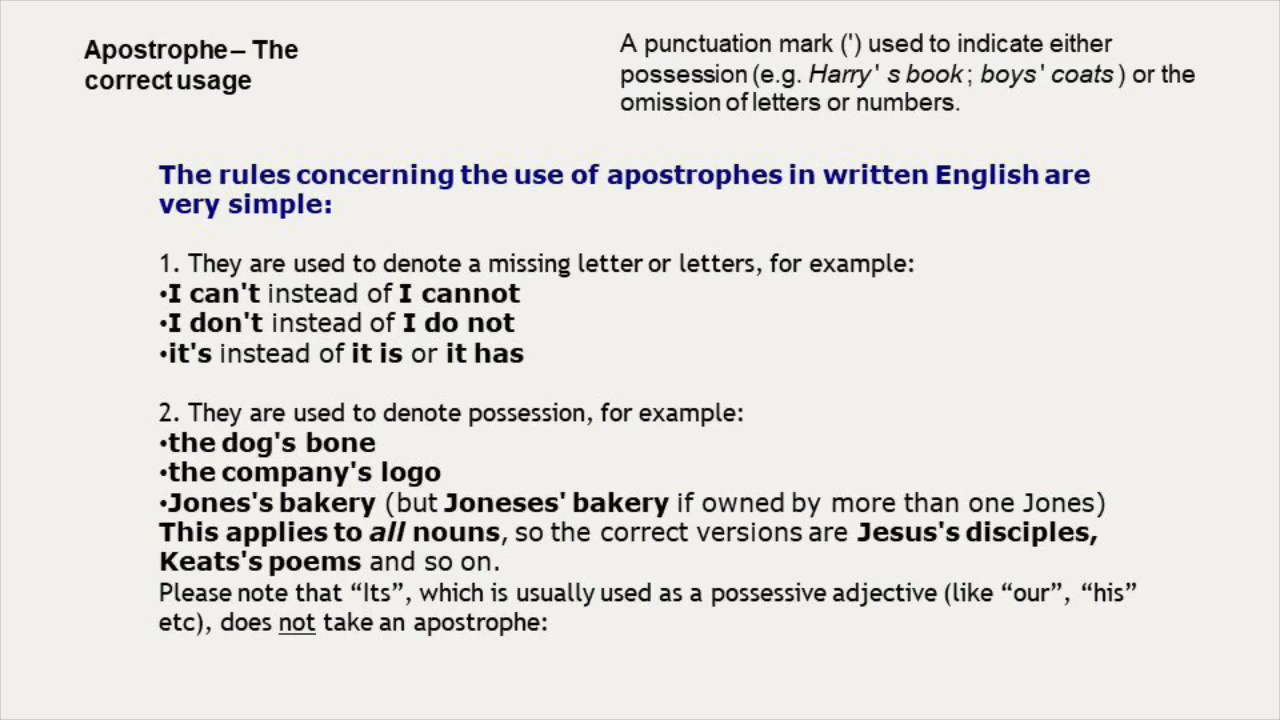 Apostrophe – The
correct usage
A punctuation mark (') used to indicate either
possession (e.g. Harry' s book; boys' coats) or the
omission of letters or numbers.
The rules concerning the use of apostrophes in written English are
very simple:
1. They are used to denote a missing letter or letters, for example:
•I can't instead of I cannot
•I don't instead of I do not
•it's instead of it is or it has
2. They are used to denote possession, for example:
•the dog's bone
•the company's logo
•Jones's bakery (but Joneses' bakery if owned by more than one Jones)
This applies to all nouns, so the correct versions are Jesus's disciples,
Keats's poems and so on.
Please note that “Its”, which is usually used as a possessive adjective (like “our”, “his”
etc), does not take an apostrophe: